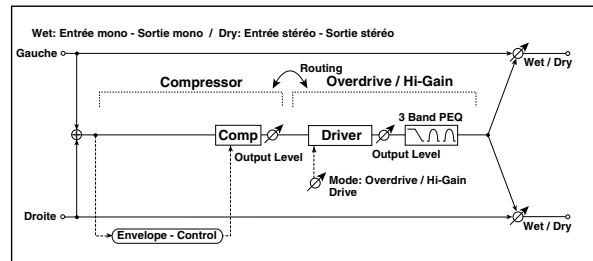 Wet: Entrée mono - Sortie mono / Dry: Entrée stéréo - Sortie stéréo
Gauche
Wet / Dry
Routing
Compressor
Overdrive / Hi-Gain
3 Band PEQ
Comp
Driver
Output Level
Output Level
Mode: Overdrive / Hi-Gain
Drive
Droite
Wet / Dry
Envelope - Control